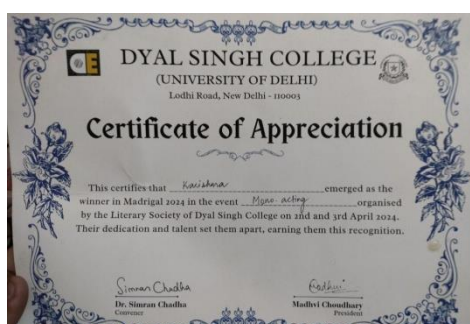 DYAL SINGH COLLEGE
(UNIVERSITY OF DELHI)
Lodhi Road, New Delhi - 110003
Certificate of Appreciation
This certifies that Karishma emerged as the
winner in Madrigal 2024 in the event Mono-acting organised
by the Literary Society of Dyal Singh College on 2nd and 3rd April 2024.
Their dedication and talent set them apart, earning them this recognition.
Simran Chadha
Dr. Simran Chadha
Madhvi Choudhary
Convener
President